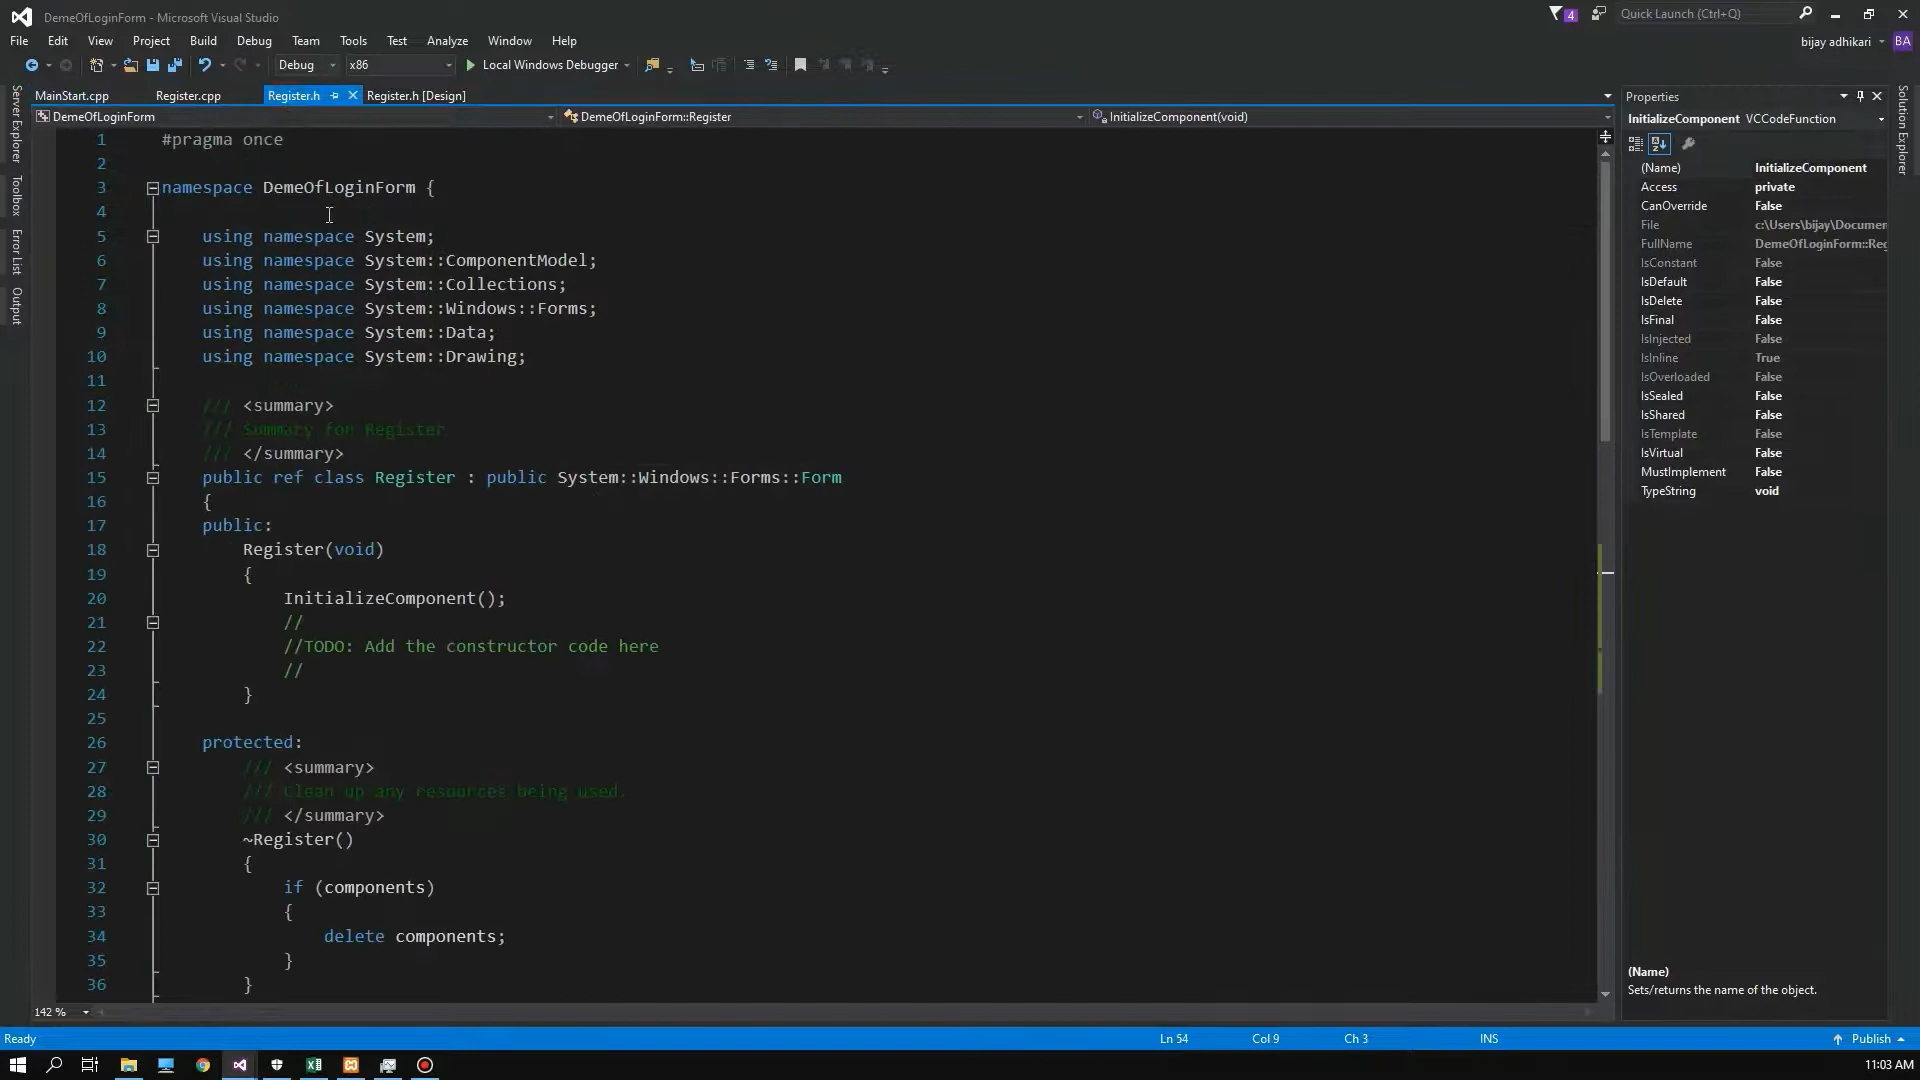 DemeOfLoginForm - Microsoft Visual Studio
4
Quick Launch (Ctrl+Q)
File Edit View Project Build Debug Team Tools Test Analyze Window Help
bijay adhikari BA
Debug x86 Local Windows Debugger
Server Explorer
Toolbox
Error List
Output
MainStart.cpp Register.cpp Register.h Register.h [Design]
DemeOfLoginForm DemeOfLoginForm::Register InitializeComponent(void)
1 #pragma once
2
3 namespace DemeOfLoginForm {
4
5 using namespace System;
6 using namespace System::ComponentModel;
7 using namespace System::Collections;
8 using namespace System::Windows::Forms;
9 using namespace System::Data;
10 using namespace System::Drawing;
11
12 /// <summary>
13 /// Summary for Register
14 /// </summary>
15 public ref class Register : public System::Windows::Forms::Form
16 {
17 public:
18 Register(void)
19 {
20 InitializeComponent();
21 //
22 //TODO: Add the constructor code here
23 //
24 }
25
26 protected:
27 /// <summary>
28 /// Clean up any resources being used.
29 /// </summary>
30 ~Register()
31 {
32 if (components)
33 {
34 delete components;
35 }
36 }
142 %
Properties
InitializeComponent VCCodeFunction
(Name) InitializeComponent
Access private
CanOverride False
File c:\Users\bijay\Documen
FullName DemeOfLoginForm::Reg
IsConstant False
IsDefault False
IsDelete False
IsFinal False
IsInjected False
IsInline True
IsOverloaded False
IsSealed False
IsShared False
IsTemplate False
IsVirtual False
MustImplement False
TypeString void
(Name)
Sets/returns the name of the object.
Solution Explorer
Ready Ln 54 Col 9 Ch 3 INS Publish
11:03 AM